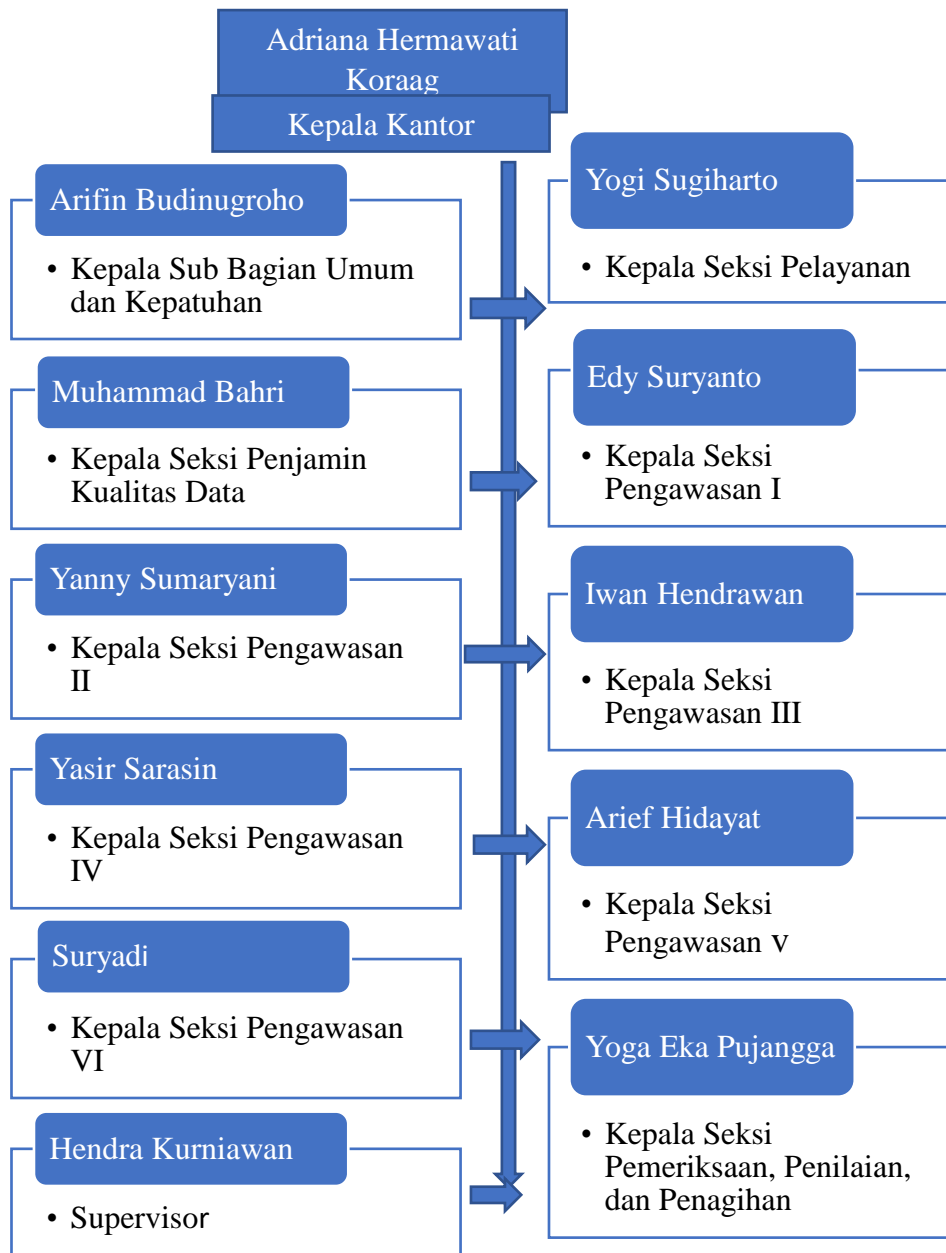 Adriana Hermawati
Koraag
Kepala Kantor
Arifin Budinugroho
• Kepala Sub Bagian Umum
dan Kepatuhan
Yogi Sugiharto
• Kepala Seksi Pelayanan
Muhammad Bahri
• Kepala Seksi Penjamin
Kualitas Data
Edy Suryanto
• Kepala Seksi
Pengawasan I
Yanny Sumaryani
• Kepala Seksi Pengawasan
II
Iwan Hendrawan
• Kepala Seksi
Pengawasan III
Yasir Sarasin
• Kepala Seksi Pengawasan
IV
Arief Hidayat
• Kepala Seksi
Pengawasan v
Suryadi
• Kepala Seksi Pengawasan
VI
Yoga Eka Pujangga
• Kepala Seksi
Pemeriksaan, Penilaian,
dan Penagihan
Hendra Kurniawan
• Supervisor